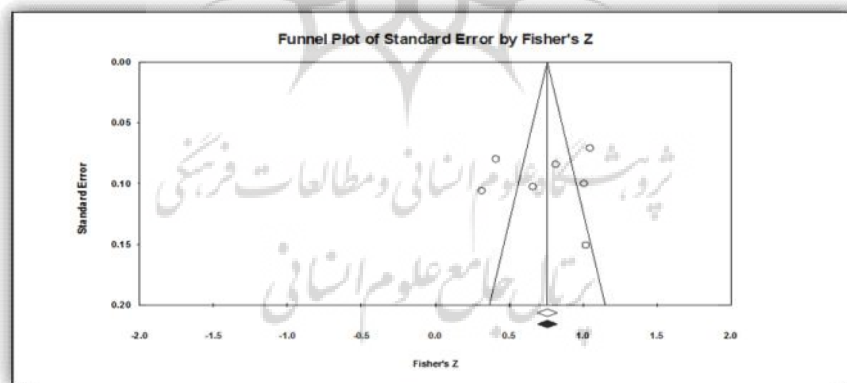 Funnel Plot of Standard Error by Fisher's Z
0.00
0.05
0.10
0.15
0.20
Standard Error
-2.0 -1.5 -1.0 -0.5 0.0 0.5 1.0 1.5 2.0
Fisher's Z
پژوهشگاه علوم انسانی و مطالعات فرهنگی
پرتال جامع علوم انسانی